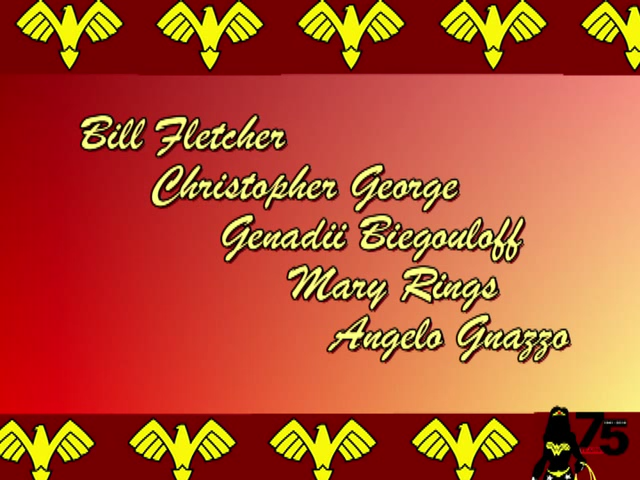 Bill Fletcher
Christopher George
Genadii Biegouloff
Mary Rings
Angelo Gnazzo
75